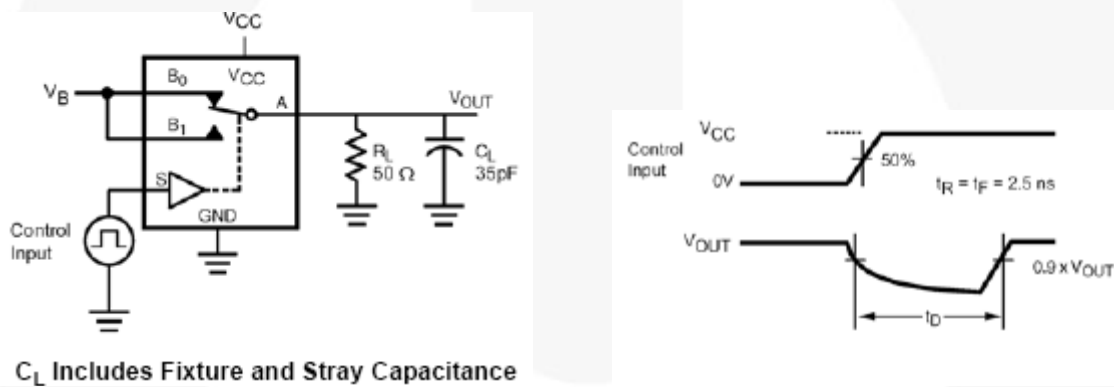 VCC
VCC
B0
VB
A
VOUT
B1
RL
50 Ω
CL
35pF
S
GND
Control
Input
CL Includes Fixture and Stray Capacitance
VCC
Control
Input
50%
0V
tR = tF = 2.5 ns
VOUT
0.9 x VOUT
tD